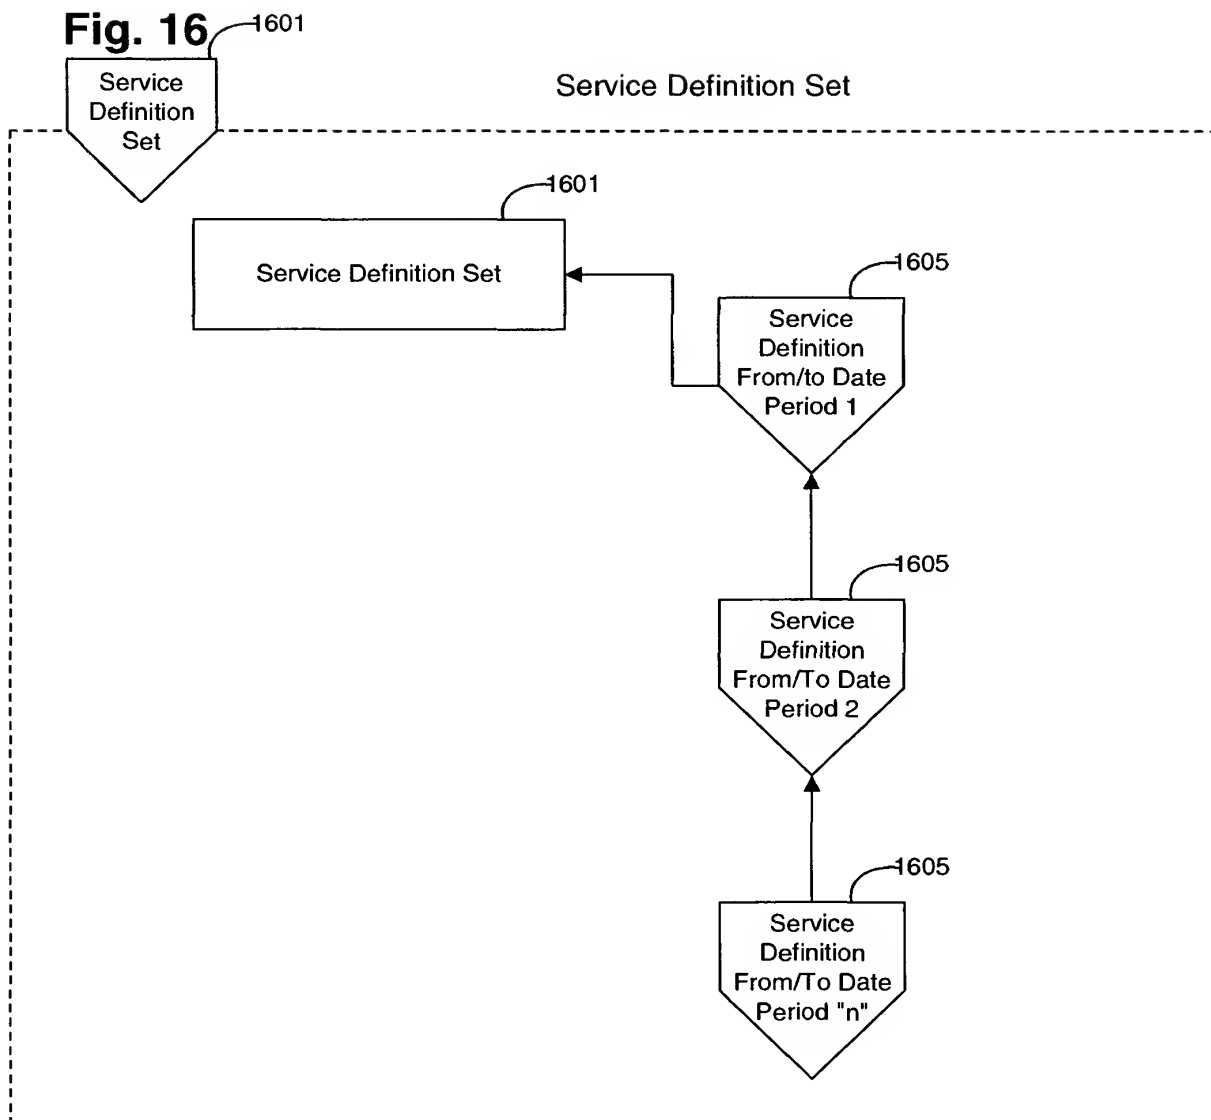 Fig. 16
1601
Service
Definition
Set
Service Definition Set
1601
Service Definition Set
1605
Service
Definition
From/to Date
Period 1
1605
Service
Definition
From/To Date
Period 2
1605
Service
Definition
From/To Date
Period "n"